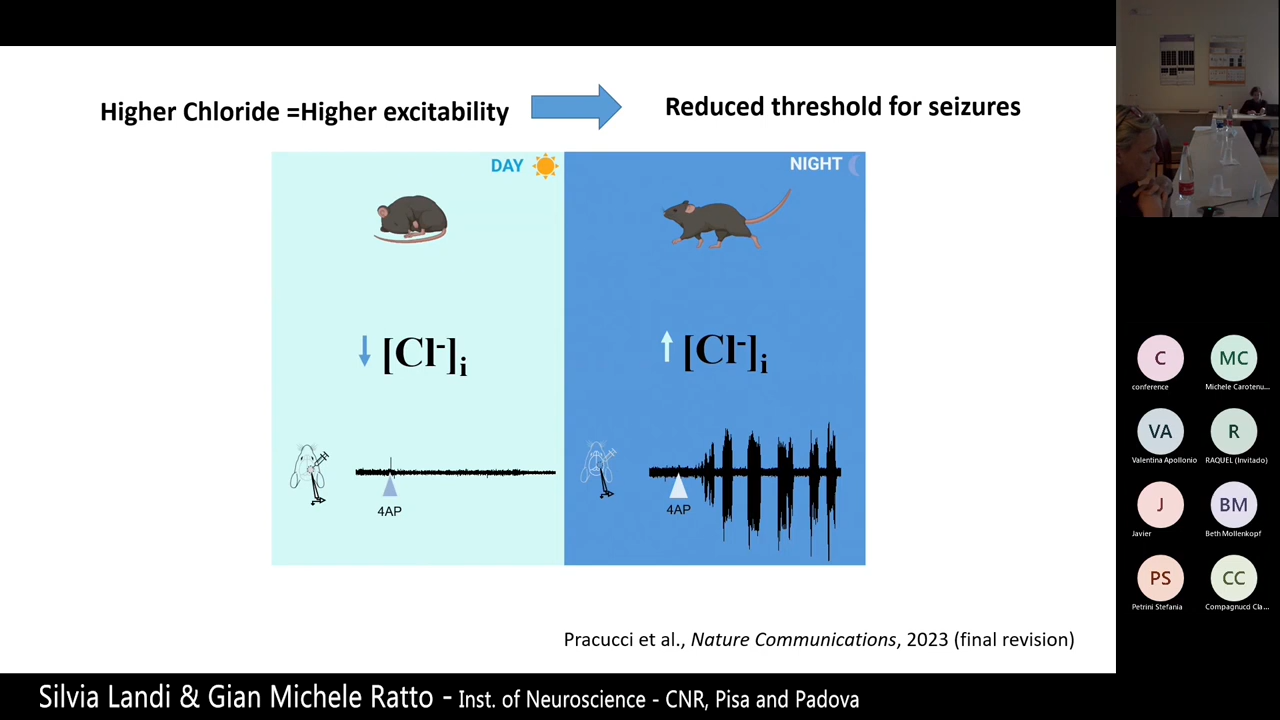 Higher Chloride =Higher excitability
Reduced threshold for seizures
DAY
NIGHT
[Cl-]i
[Cl-]i
4AP
4AP
Pracucci et al., Nature Communications, 2023 (final revision)
Silvia Landi & Gian Michele Ratto - Inst. of Neuroscience - CNR, Pisa and Padova
C
MC
conference
Michele Carotenu...
VA
R
Valentina Apollonio
RAQUEL (Invitado)
J
BM
Javier
Beth Mollenkopf
PS
CC
Petrini Stefania
Compagnucci Cla...